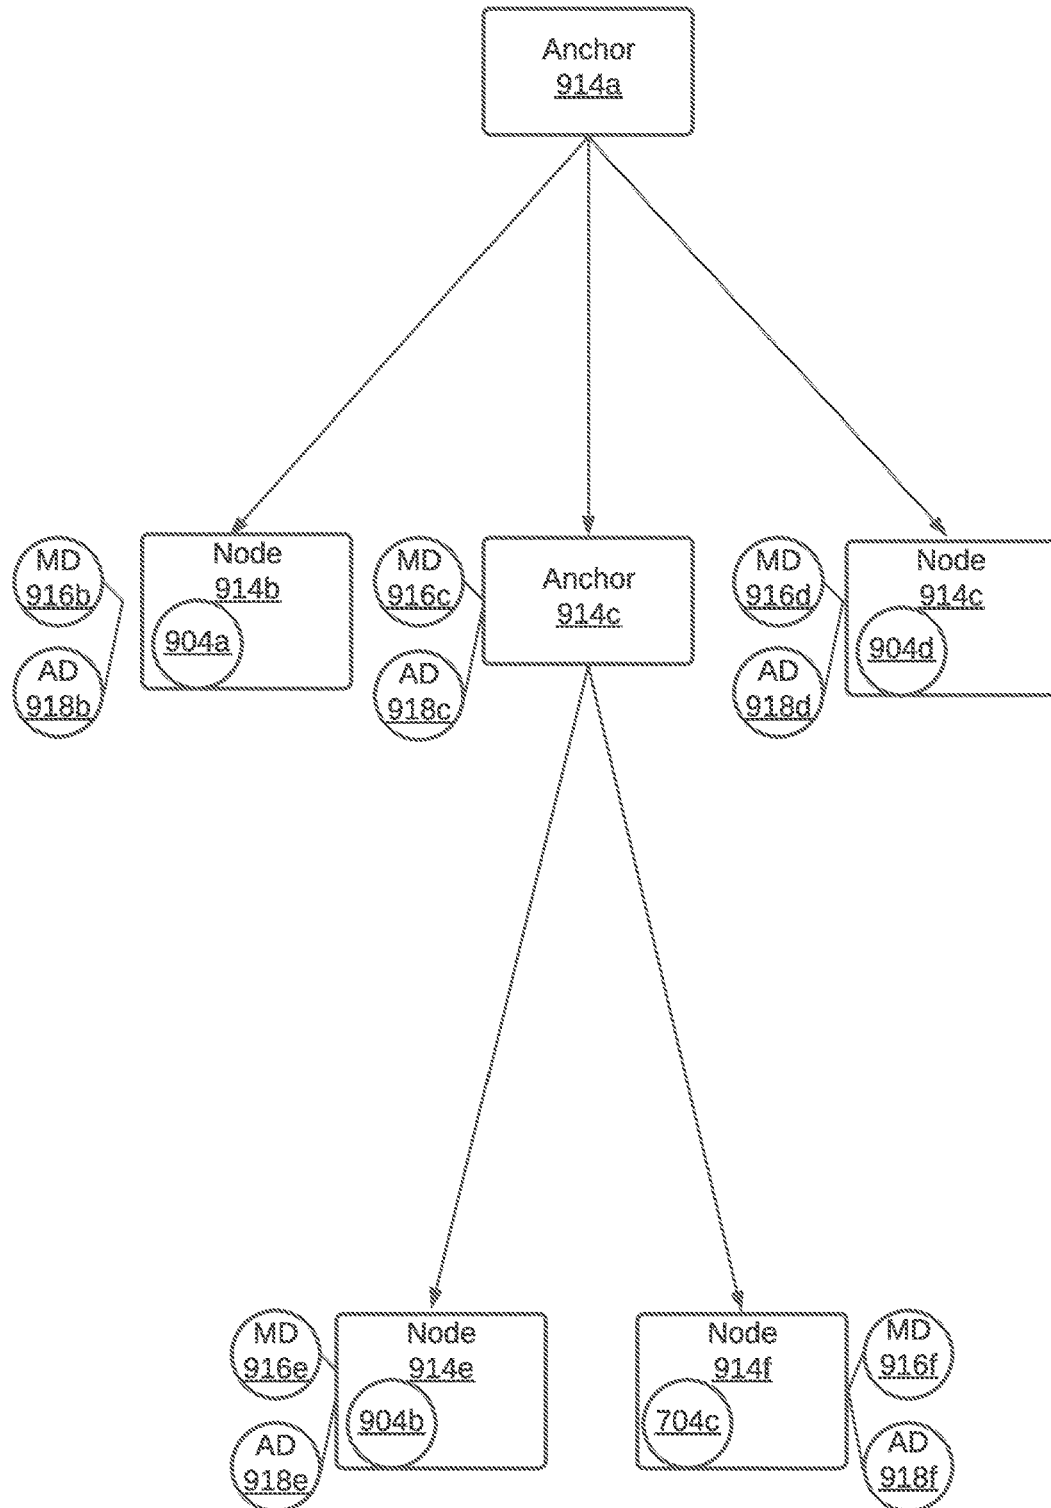 Anchor
914a
MD
916b
AD
918b
Node
914b
904a
MD
916c
AD
918c
Anchor
914c
MD
916d
AD
918d
Node
914c
904d
MD
916e
AD
918e
Node
914e
904b
Node
914f
704c
MD
916f
AD
918f